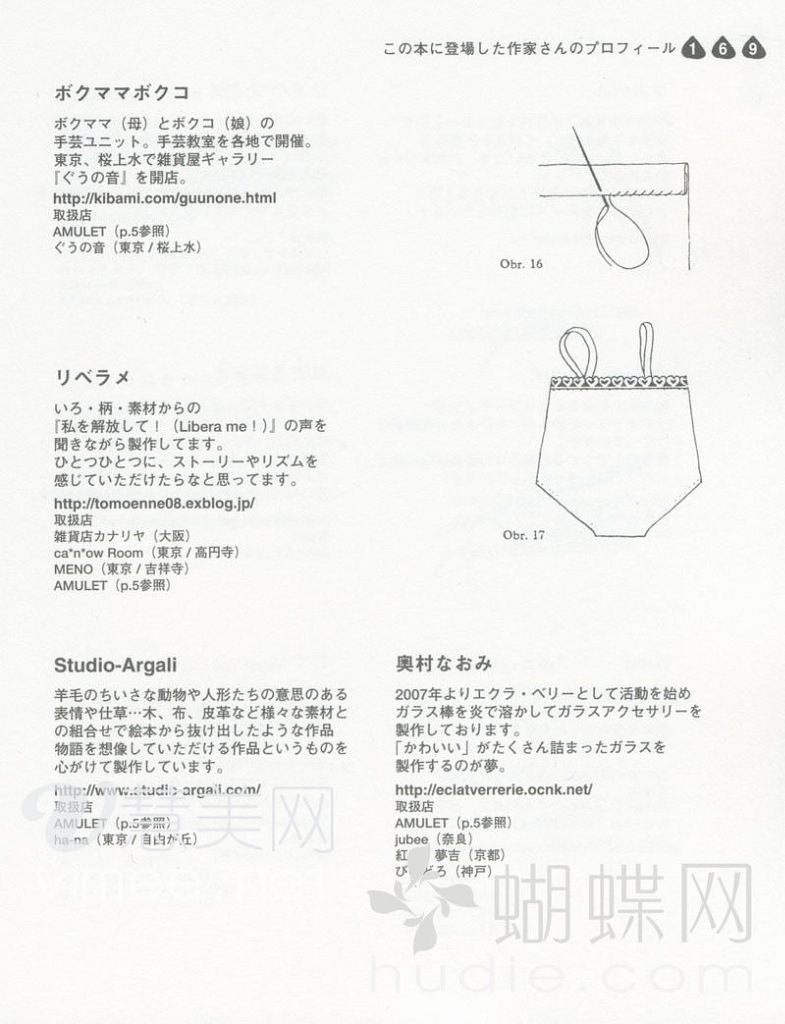 この本に登場した作家さんのプロフィール 1 6 9
ボクママボクコ
ボクママ（母）とボクコ（娘）の
手芸ユニット。手芸教室を各地で開催。
東京、桜上水で雑貨屋ギャラリー
『ぐうの音』を開店。
http://kibami.com/guunone.html
取扱店
AMULET（p.5参照）
ぐうの音（東京 / 桜上水）
Obr. 16
リベラメ
いろ・柄・素材からの
『私を解放して！（Libera me！)』の声を
聞きながら製作してます。
ひとつひとつに、ストーリーやリズムを
感じていただけたらなと思ってます。
http://tomoenne08.exblog.jp/
取扱店
雑貨店カナリヤ（大阪）
ca*n*ow Room（東京 / 高円寺）
MENO（東京 / 吉祥寺）
AMULET（p.5参照）
Obr. 17
Studio-Argali
羊毛のちいさな動物や人形たちの意思のある
表情や仕草…木、布、皮革など様々な素材と
の組合せで絵本から抜け出したような作品
物語を想像していただける作品というものを
心がけて製作しています。
http://www.studio-argali.com/
取扱店
AMULET（p.5参照）
ha-na（東京 / 自由が丘）
奥村なおみ
2007年よりエクラ・ベリーとして活動を始め
ガラス棒を炎で溶かしてガラスアクセサリーを
製作しております。
「かわいい」がたくさん詰まったガラスを
製作するのが夢。
http://eclatverrerie.ocnk.net/
取扱店
AMULET（p.5参照）
jubee（奈良）
紅 夢吉（京都）
び どろ（神戸）
慧美网
蝴蝶网
hudie.com